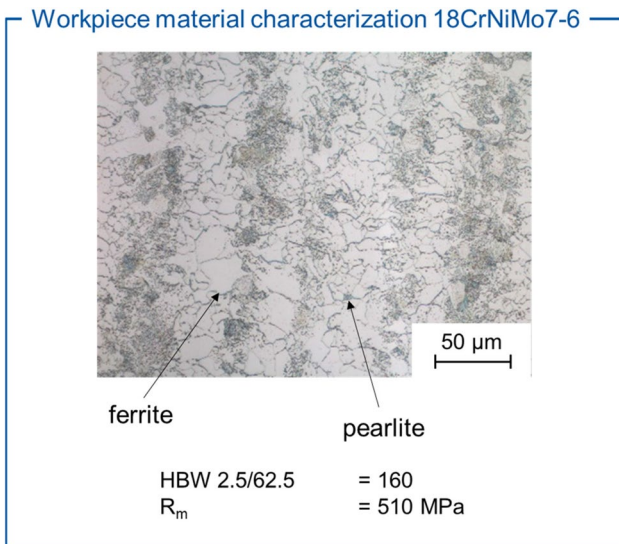 Workpiece material characterization 18CrNiMo7-6
50 µm
ferrite
pearlite
HBW 2.5/62.5 = 160
Rm = 510 MPa